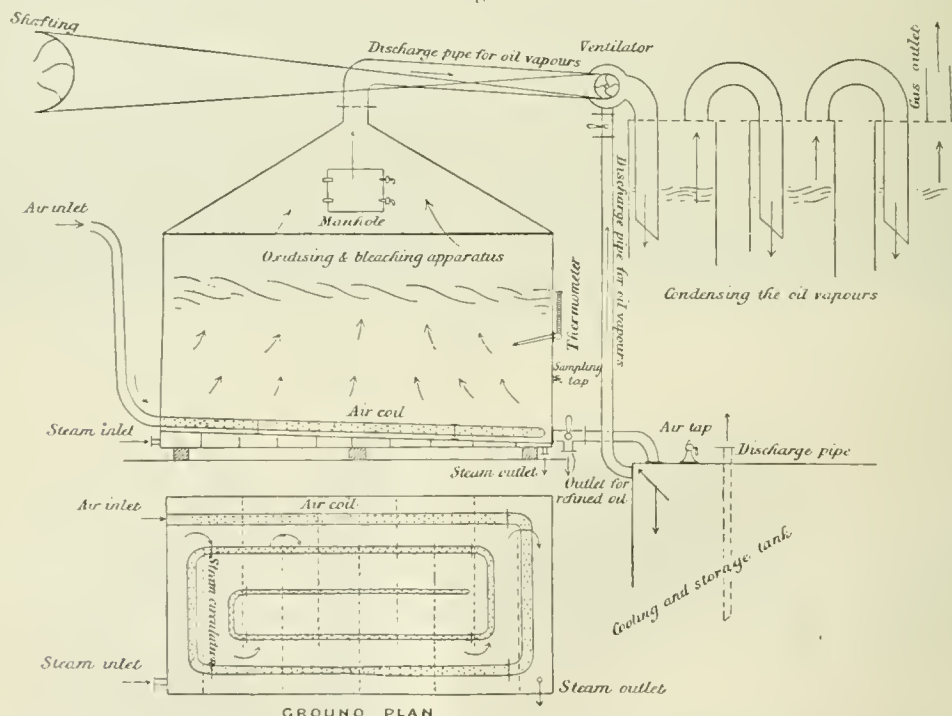 Shafting
Discharge pipe for oil vapours
Ventilator
Gas outlet
Air inlet
Manhole
Oxidising & bleaching apparatus
Thermometer
Discharge pipe for oil vapours
Condensing the oil vapours
Sampling
tap
Air coil
Steam inlet
Steam outlet
Outlet for
refined oil
Air tap
Discharge pipe
Cooling and storage tank
Air inlet
Air coil
Steam circulation
Steam inlet
Steam outlet
GROUND PLAN